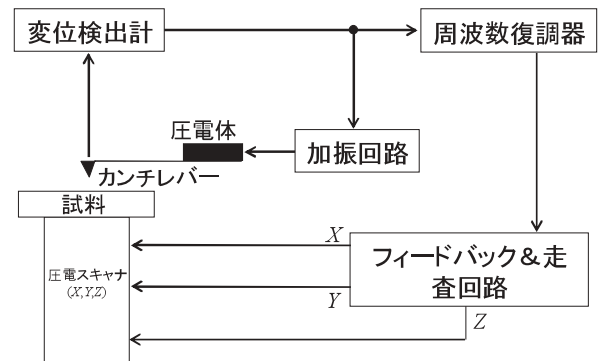 変位検出計
周波数復調器
圧電体
加振回路
カンチレバー
試料
圧電スキャナ
(X,Y,Z)
X
Y
Z
フィードバック&走
査回路